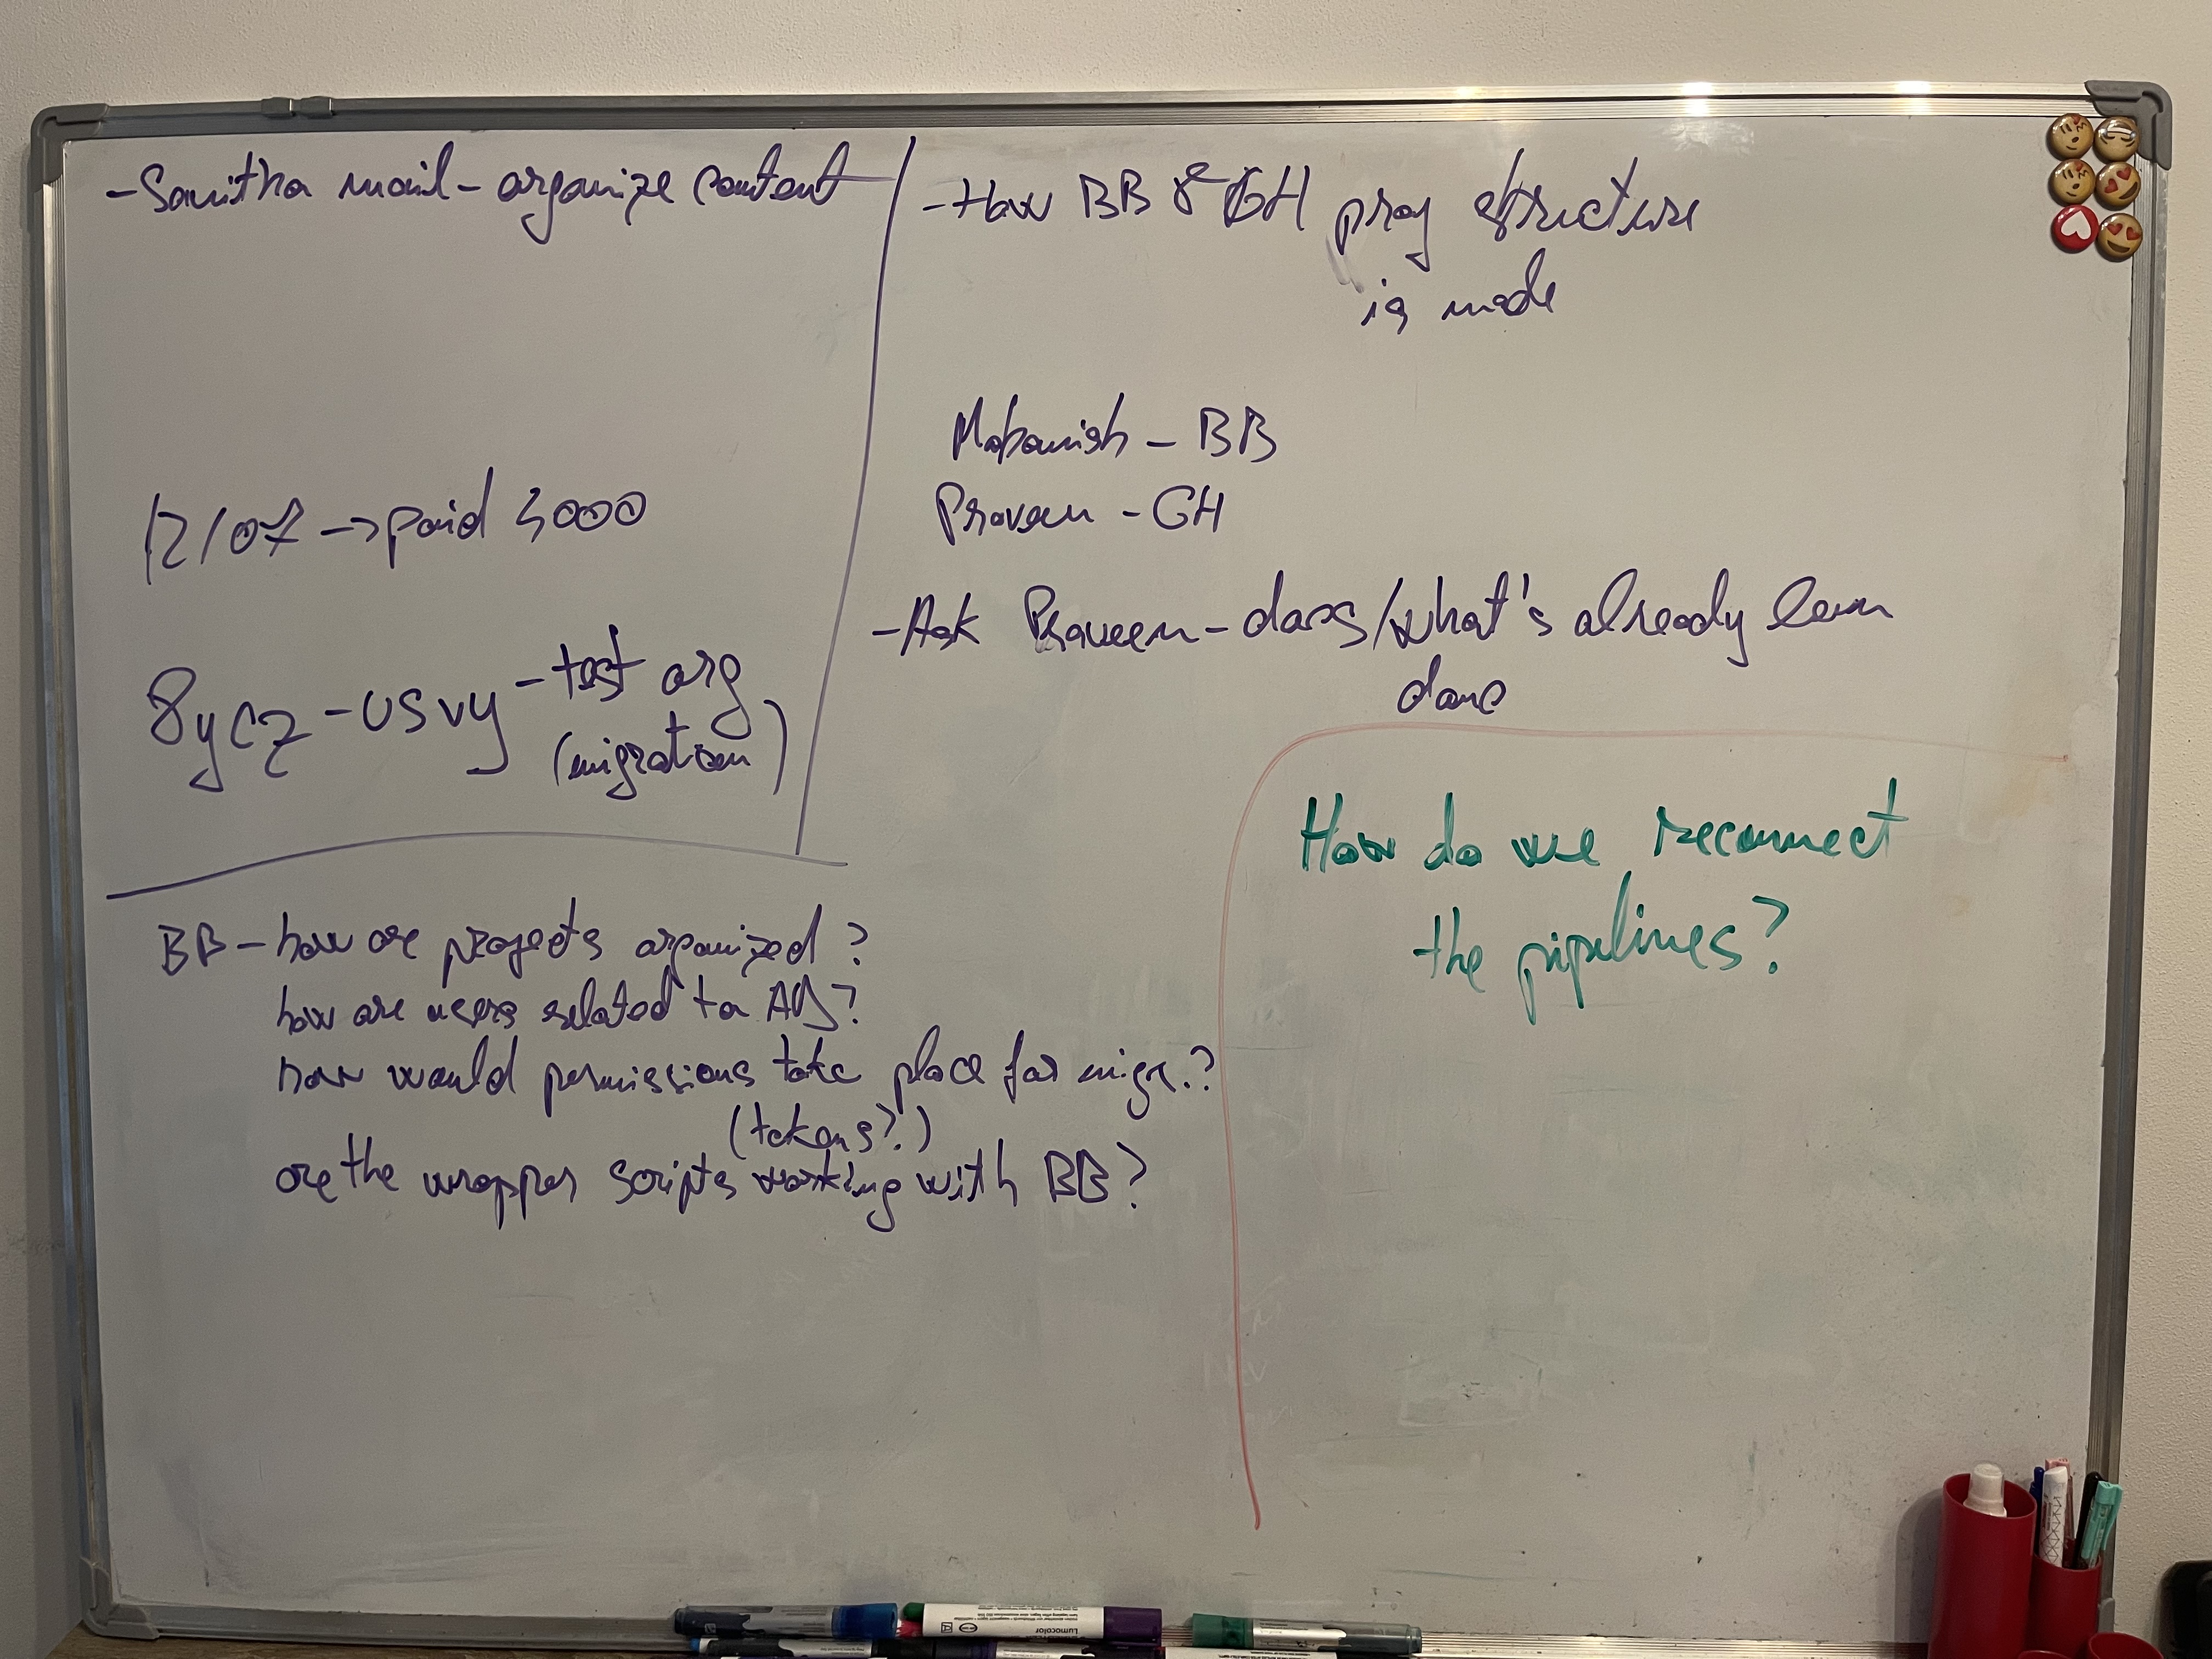 - Samitha mail - organize content
12/07 → paid 3000
8ycz - usvy - test org
(migration)
- How BB & GH proj structure
is made
Mabanish - BB
Praveen - GH
- Ask Praveen - docs/what's already been
done
BB - how are projects organized?
how are users related to AD?
how would permissions take place for migr.?
(tokens?)
are the wrapper scripts working with BB?
How do we reconnect
the pipelines?
Lumocolor